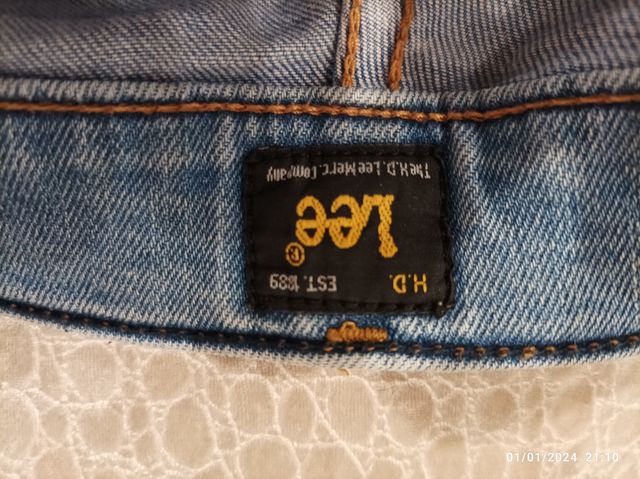 H.D. EST. 1889
Lee®
The H.D. Lee Merc. Company
01/01/2024 21:10